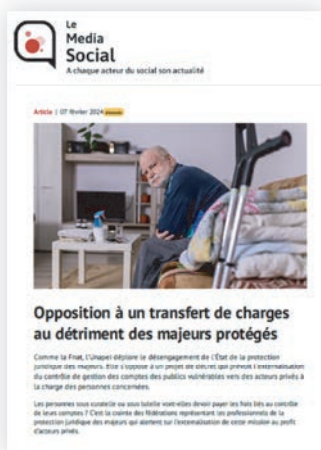 Le
Media
Social
A chaque acteur du social son actualité
Article | 07 février 2024
Opposition à un transfert de charges
au détriment des majeurs protégés
Comme la Fnat, l'Unapei déplore le désengagement de l'État de la protection
juridique des majeurs. Elle s'oppose à un projet de décret qui prévoit l'externalisation
du contrôle de gestion des comptes des publics vulnérables vers des acteurs privés à
la charge des personnes concernées.
Les personnes sous curatelle ou sous tutelle vont-elles devoir payer les frais liés au contrôle
de leurs comptes ? C'est la crainte des fédérations représentant les professionnels de la
protection juridique des majeurs qui alertent sur l'externalisation de cette mission au profit
d'acteurs privés.